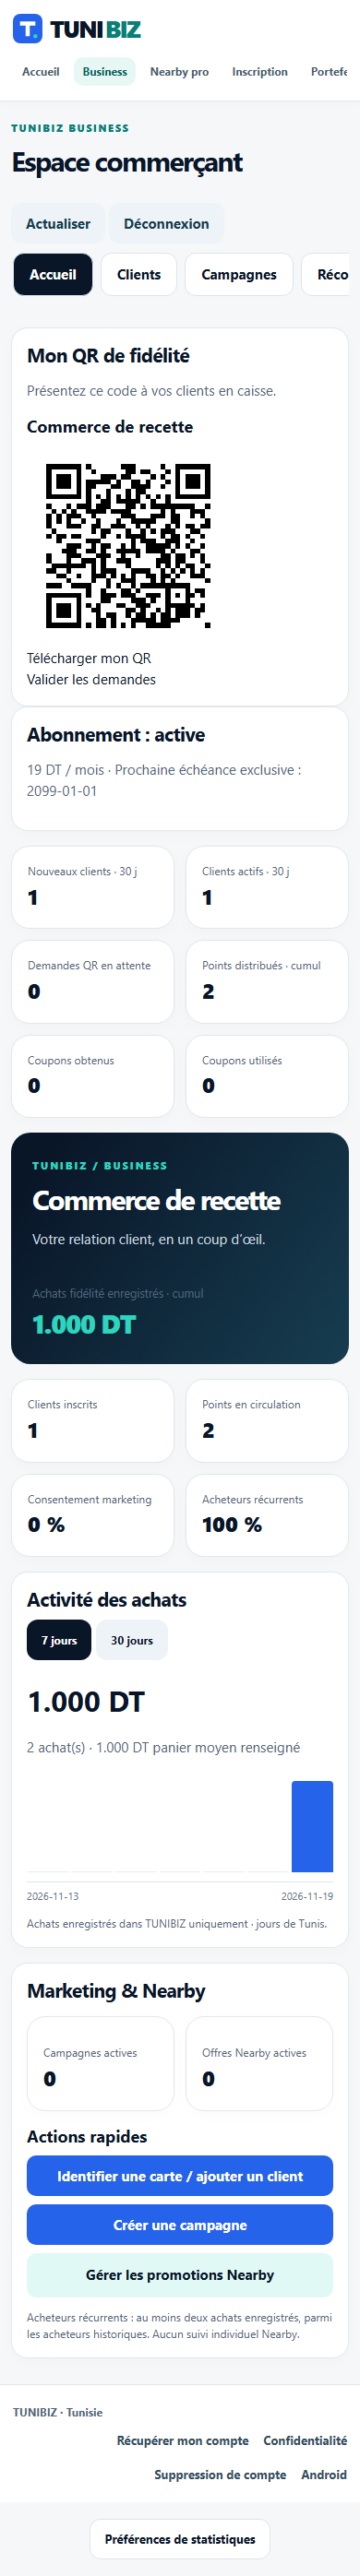 TUNIBIZ
Accueil Business Nearby pro Inscription Portefe
TUNIBIZ BUSINESS
Espace commerçant
Actualiser Déconnexion
Accueil Clients Campagnes Réco
Mon QR de fidélité
Présentez ce code à vos clients en caisse.
Commerce de recette
Télécharger mon QR
Valider les demandes
Abonnement : active
19 DT / mois · Prochaine échéance exclusive :
2099-01-01
Nouveaux clients · 30 j
1
Clients actifs · 30 j
1
Demandes QR en attente
0
Points distribués · cumul
2
Coupons obtenus
0
Coupons utilisés
0
TUNIBIZ / BUSINESS
Commerce de recette
Votre relation client, en un coup d’œil.
Achats fidélité enregistrés · cumul
1.000 DT
Clients inscrits
1
Points en circulation
2
Consentement marketing
0 %
Acheteurs récurrents
100 %
Activité des achats
7 jours 30 jours
1.000 DT
2 achat(s) · 1.000 DT panier moyen renseigné
2026-11-13 2026-11-19
Achats enregistrés dans TUNIBIZ uniquement · jours de Tunis.
Marketing & Nearby
Campagnes actives
0
Offres Nearby actives
0
Actions rapides
Identifier une carte / ajouter un client
Créer une campagne
Gérer les promotions Nearby
Acheteurs récurrents : au moins deux achats enregistrés, parmi
les acheteurs historiques. Aucun suivi individuel Nearby.
TUNIBIZ · Tunisie
Récupérer mon compte Confidentialité
Suppression de compte Android
Préférences de statistiques